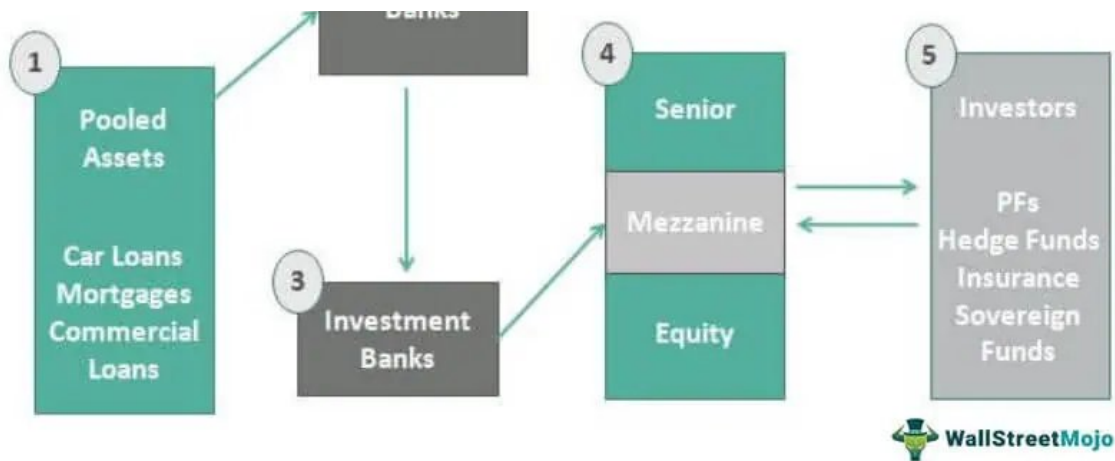 1
Pooled
Assets
Car Loans
Mortgages
Commercial
Loans
Banks
3
Investment
Banks
4
Senior
Mezzanine
Equity
5
Investors
PFs
Hedge Funds
Insurance
Sovereign
Funds
WallStreetMojo